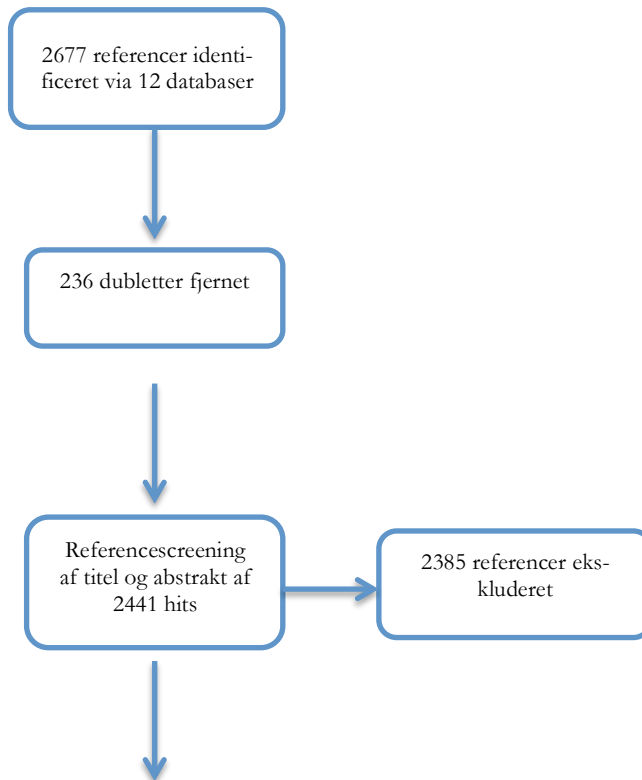 2677 referencer identi-
ficeret via 12 databaser
236 dubletter fjernet
Referencescreening
af titel og abstrakt af
2441 hits
2385 referencer eks-
kluderet